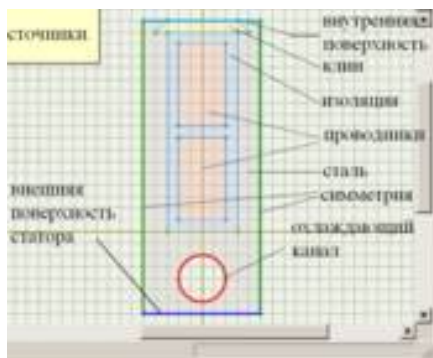 сточники
внутренняя
поверхность
клин
изоляция
проводники
сталь
симметрия
внешняя
поверхность
статора
охлаждающий
канал